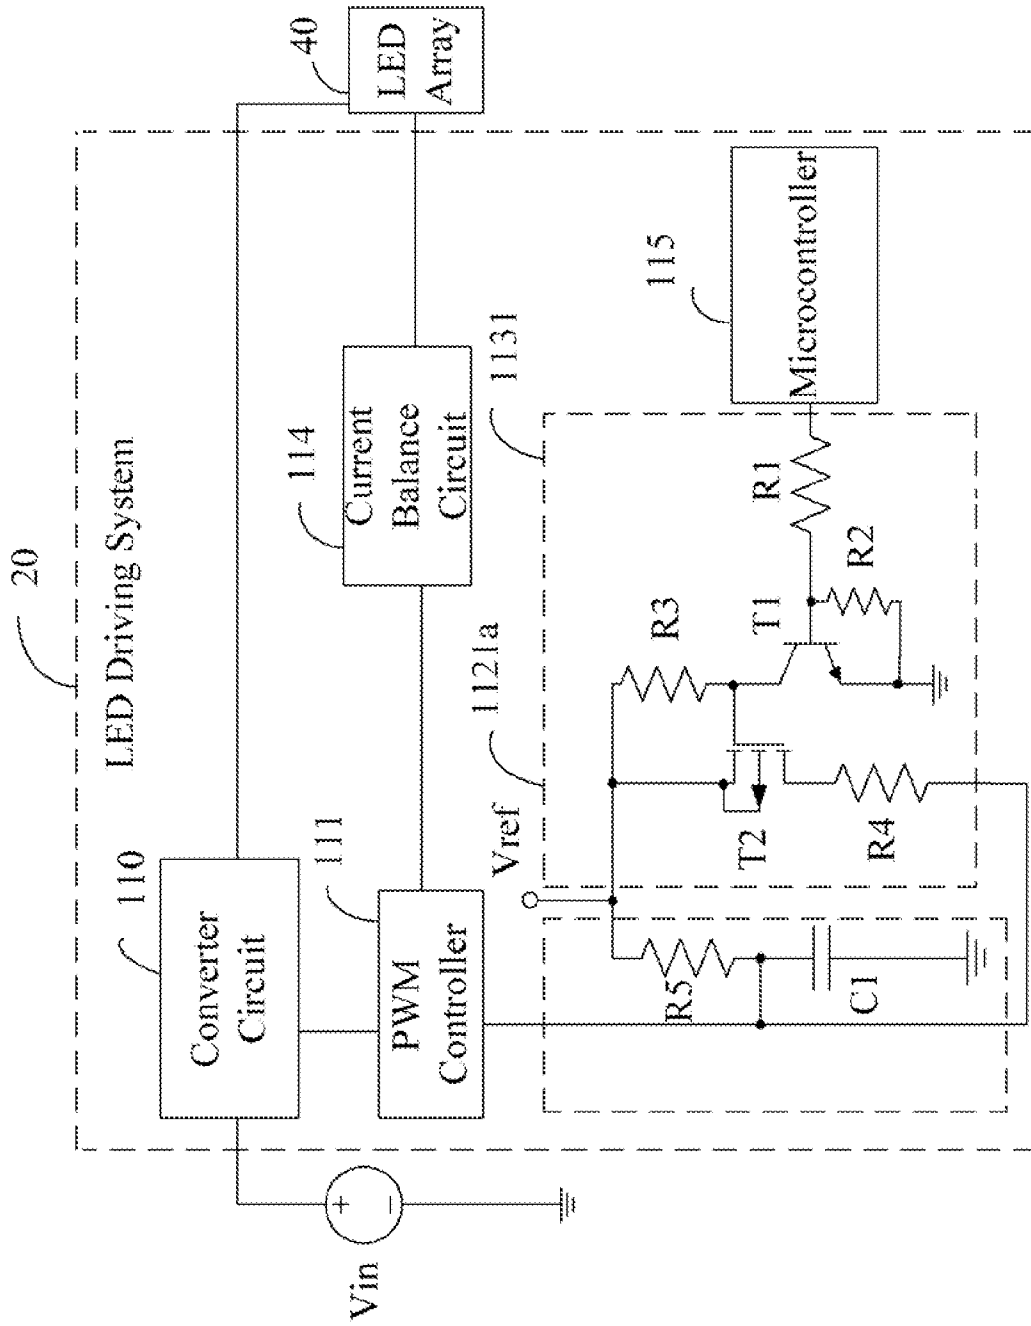 20
LED Driving System
110
Converter
Circuit
40
LED
Array
Vin
+
−
111
PWM
Controller
114
Current
Balance
Circuit
Vref
1121a
1131
115
Microcontroller
R5
C1
T2
R4
R3
T1
R2
R1